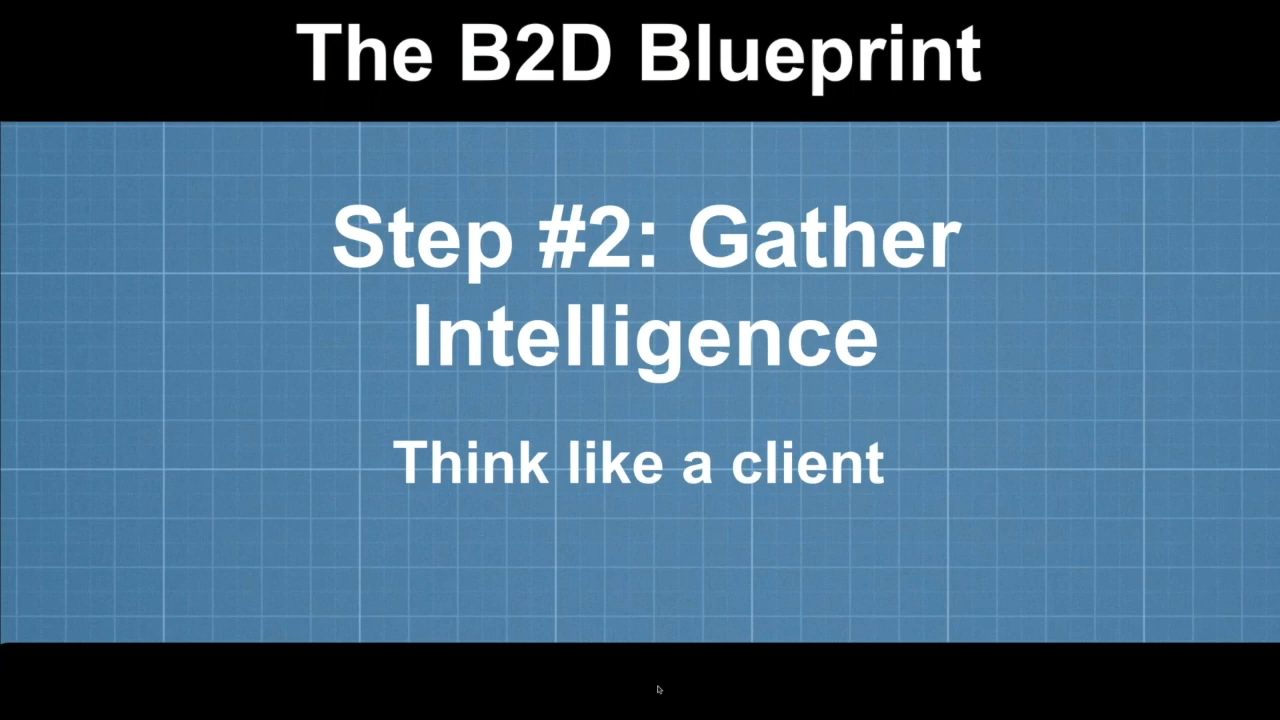 The B2D Blueprint
Step #2: Gather
Intelligence
Think like a client